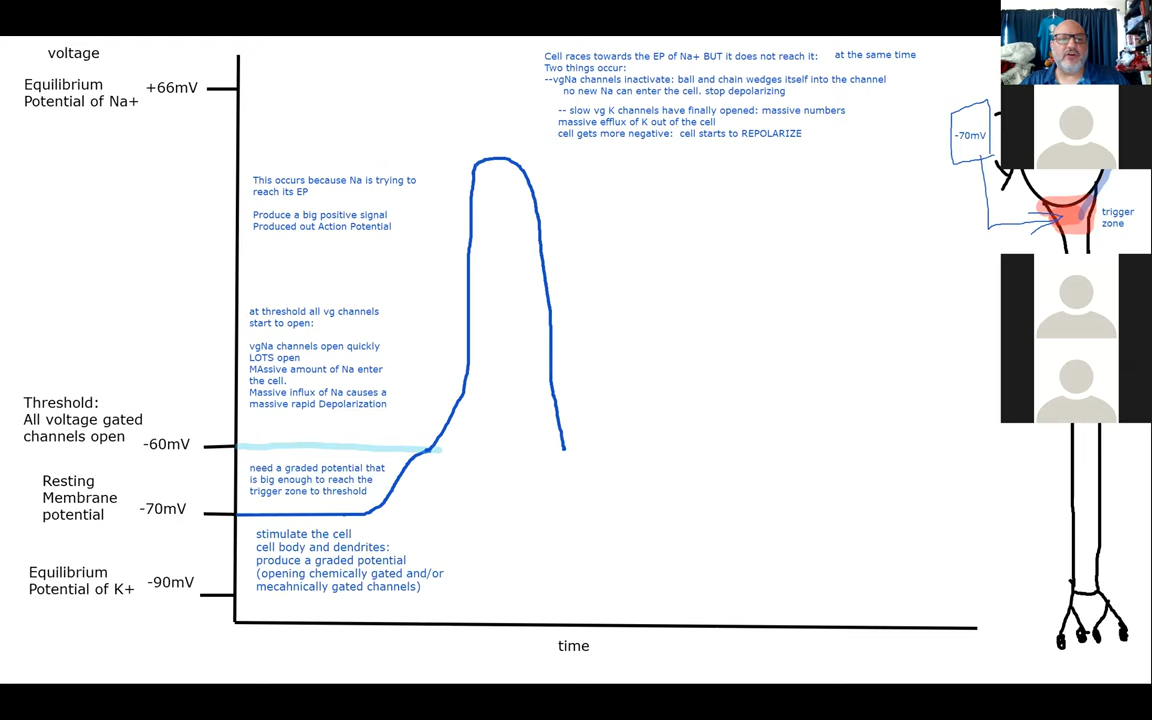 voltage
Equilibrium
Potential of Na+
+66mV
Cell races towards the EP of Na+ BUT it does not reach it:
at the same time
Two things occur:
--vgNa channels inactivate: ball and chain wedges itself into the channel
no new Na can enter the cell. stop depolarizing
-- slow vg K channels have finally opened: massive numbers
massive efflux of K out of the cell
cell gets more negative: cell starts to REPOLARIZE
-70mV
trigger
zone
This occurs because Na is trying to
reach its EP
Produce a big positive signal
Produced out Action Potential
at threshold all vg channels
start to open:
vgNa channels open quickly
LOTS open
MAssive amount of Na enter
the cell.
Massive influx of Na causes a
massive rapid Depolarization
Threshold:
All voltage gated
channels open
-60mV
need a graded potential that
is big enough to reach the
trigger zone to threshold
Resting
Membrane
potential
-70mV
stimulate the cell
cell body and dendrites:
produce a graded potential
(opening chemically gated and/or
mecahnically gated channels)
Equilibrium
Potential of K+
-90mV
time